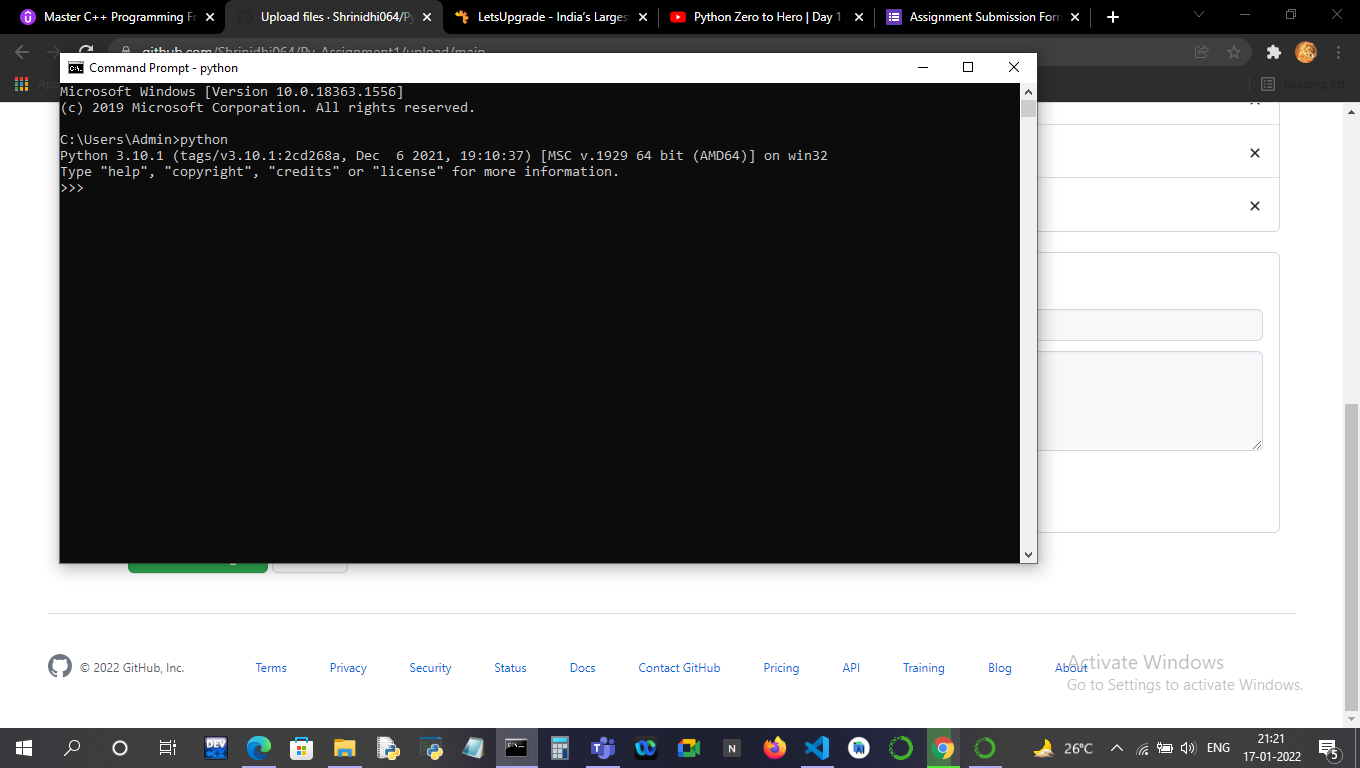 Master C++ Programming Fr
Upload files · Shrinidhi064/Py
LetsUpgrade - India's Larges
Python Zero to Hero | Day 1
Assignment Submission Form
github.com/Shrinidhi064/Py-Assignment1/upload/main
Reading list
Command Prompt - python
Microsoft Windows [Version 10.0.18363.1556]
(c) 2019 Microsoft Corporation. All rights reserved.
C:\Users\Admin>python
Python 3.10.1 (tags/v3.10.1:2cd268a, Dec  6 2021, 19:10:37) [MSC v.1929 64 bit (AMD64)] on win32
Type "help", "copyright", "credits" or "license" for more information.
>>>
© 2022 GitHub, Inc.
Terms
Privacy
Security
Status
Docs
Contact GitHub
Pricing
API
Training
Blog
About
Activate Windows
Go to Settings to activate Windows.
DEV
N
26°C
ENG
21:21
17-01-2022
5